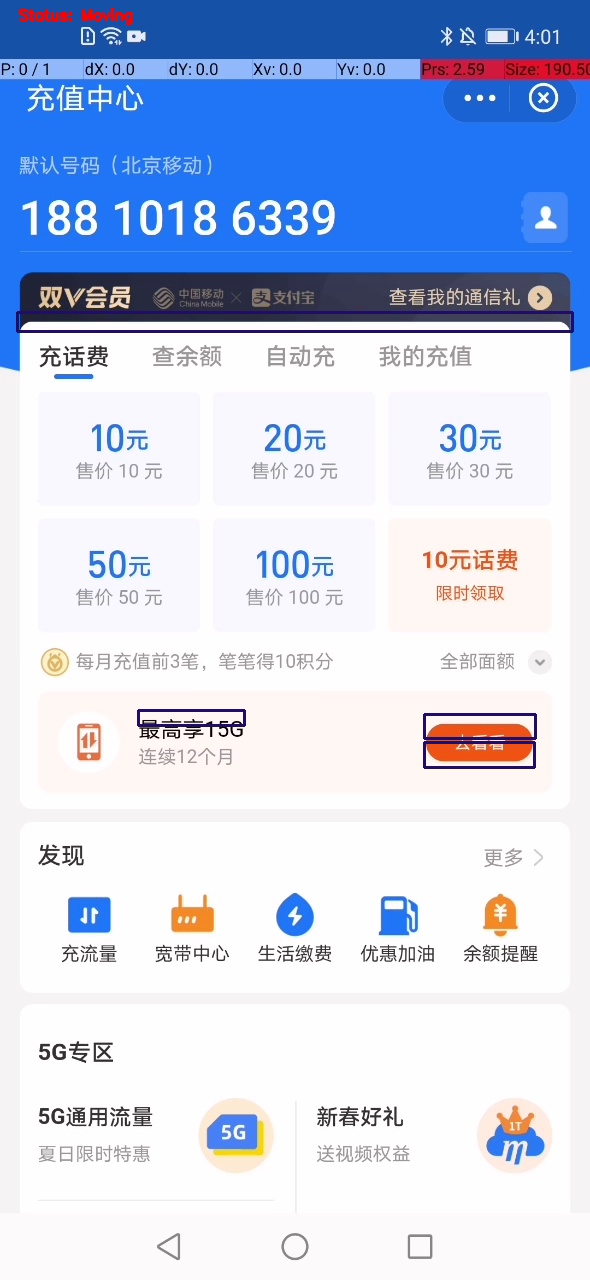 Status: Moving
4:01
P: 0 / 1 dX: 0.0 dY: 0.0 Xv: 0.0 Yv: 0.0 Prs: 2.59 Size: 190.50
充值中心
默认号码（北京移动）
188 1018 6339
双V会员 中国移动 China Mobile × 支付宝 查看我的通信礼
充话费 查余额 自动充 我的充值
10元 20元 30元
售价 10 元 售价 20 元 售价 30 元
50元 100元 10元话费
售价 50 元 售价 100 元 限时领取
每月充值前3笔，笔笔得10积分 全部面额
最高享15G 去看看
连续12个月
发现 更多
充流量 宽带中心 生活缴费 优惠加油 余额提醒
5G专区
5G通用流量 5G 新春好礼 1T
夏日限时特惠 送视频权益 m